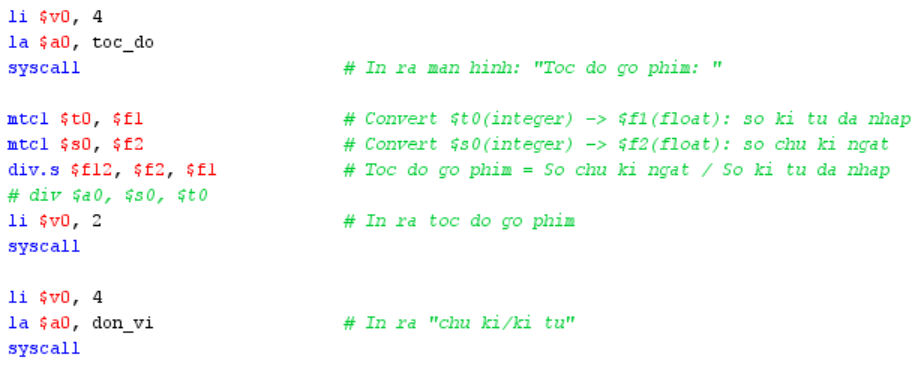 li $v0, 4
la $a0, toc_do
syscall # In ra man hinh: "Toc do go phim: "
mtc1 $t0, $f1 # Convert $t0(integer) -> $f1(float): so ki tu da nhap
mtc1 $s0, $f2 # Convert $s0(integer) -> $f2(float): so chu ki ngat
div.s $f12, $f2, $f1 # Toc do go phim = So chu ki ngat / So ki tu da nhap
# div $a0, $s0, $t0
li $v0, 2 # In ra toc do go phim
syscall
li $v0, 4
la $a0, don_vi # In ra "chu ki/ki tu"
syscall